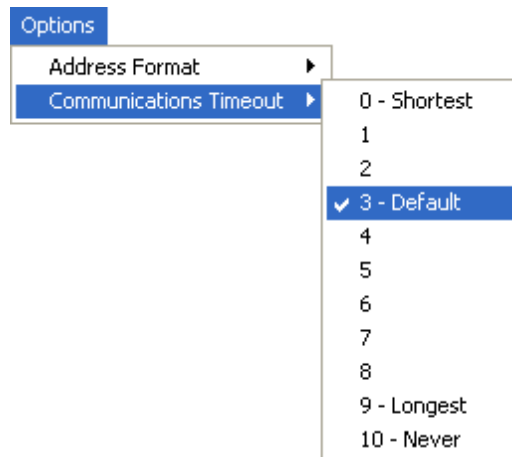 Options
Address Format
Communications Timeout
0 - Shortest
1
2
3 - Default
4
5
6
7
8
9 - Longest
10 - Never